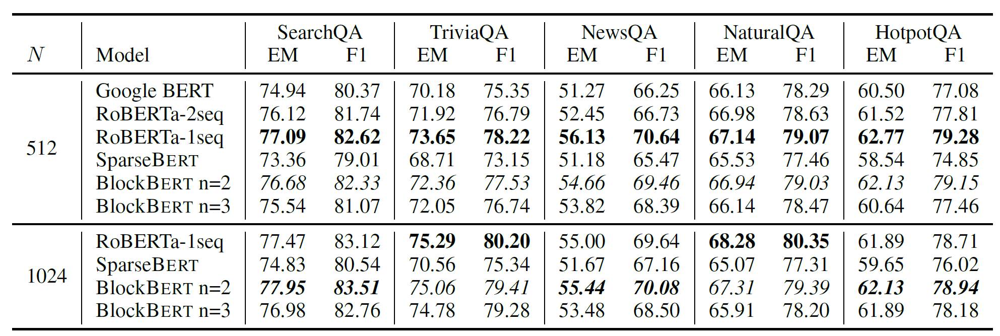 SearchQA TriviaQA NewsQA NaturalQA HotpotQA
N Model EM F1 EM F1 EM F1 EM F1 EM F1
Google BERT 74.94 80.37 70.18 75.35 51.27 66.25 66.13 78.29 60.50 77.08
RoBERTa-2seq 76.12 81.74 71.92 76.79 52.45 66.73 66.98 78.63 61.52 77.81
RoBERTa-1seq 77.09 82.62 73.65 78.22 56.13 70.64 67.14 79.07 62.77 79.28
512
SparseBERT 73.36 79.01 68.71 73.15 51.18 65.47 65.53 77.46 58.54 74.85
BlockBERT n=2 76.68 82.33 72.36 77.53 54.66 69.46 66.94 79.03 62.13 79.15
BlockBERT n=3 75.54 81.07 72.05 76.74 53.82 68.39 66.14 78.47 60.64 77.46
RoBERTa-1seq 77.47 83.12 75.29 80.20 55.00 69.64 68.28 80.35 61.89 78.71
SparseBERT 74.83 80.54 70.56 75.34 51.67 67.16 65.07 77.31 59.65 76.02
1024
BlockBERT n=2 77.95 83.51 75.06 79.41 55.44 70.08 67.31 79.39 62.13 78.94
BlockBERT n=3 76.98 82.76 74.78 79.28 53.48 68.50 65.91 78.20 61.89 78.18